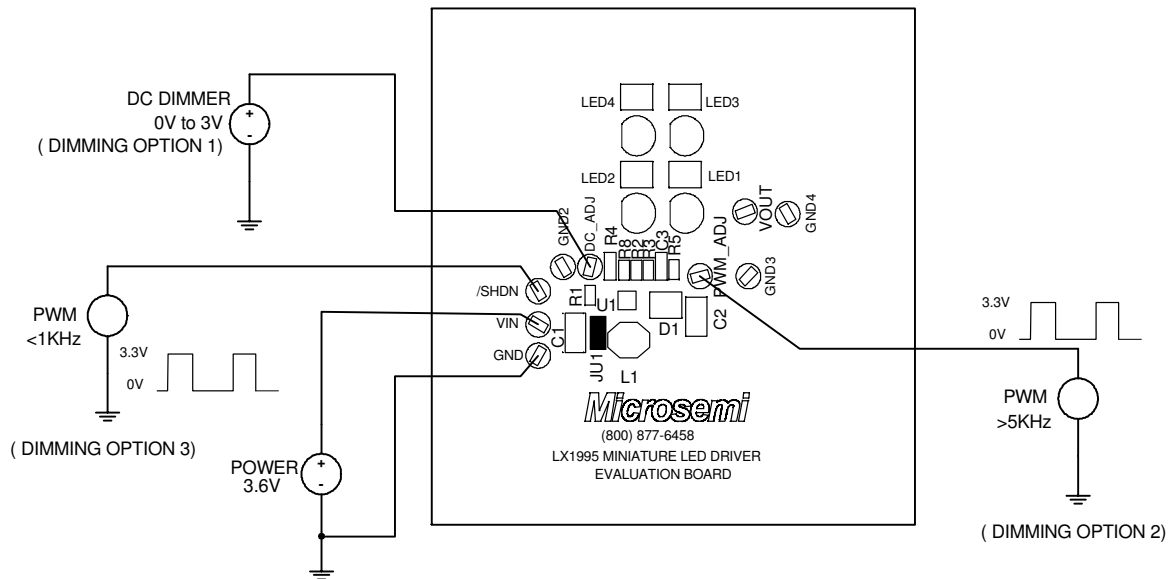 DC DIMMER
0V to 3V
( DIMMING OPTION 1)
+
-
LED4
LED3
LED2
LED1
VOUT
GND4
GND2
DC_ADJ
R4
R8
R2
R3
C3
R5
PWM_ADJ
GND3
/SHDN
R1
U1
VIN
C1
D1
C2
GND
JU1
L1
PWM
<1KHz
3.3V
0V
( DIMMING OPTION 3)
POWER
3.6V
+
-
Microsemi
(800) 877-6458
LX1995 MINIATURE LED DRIVER
EVALUATION BOARD
3.3V
0V
PWM
>5KHz
( DIMMING OPTION 2)